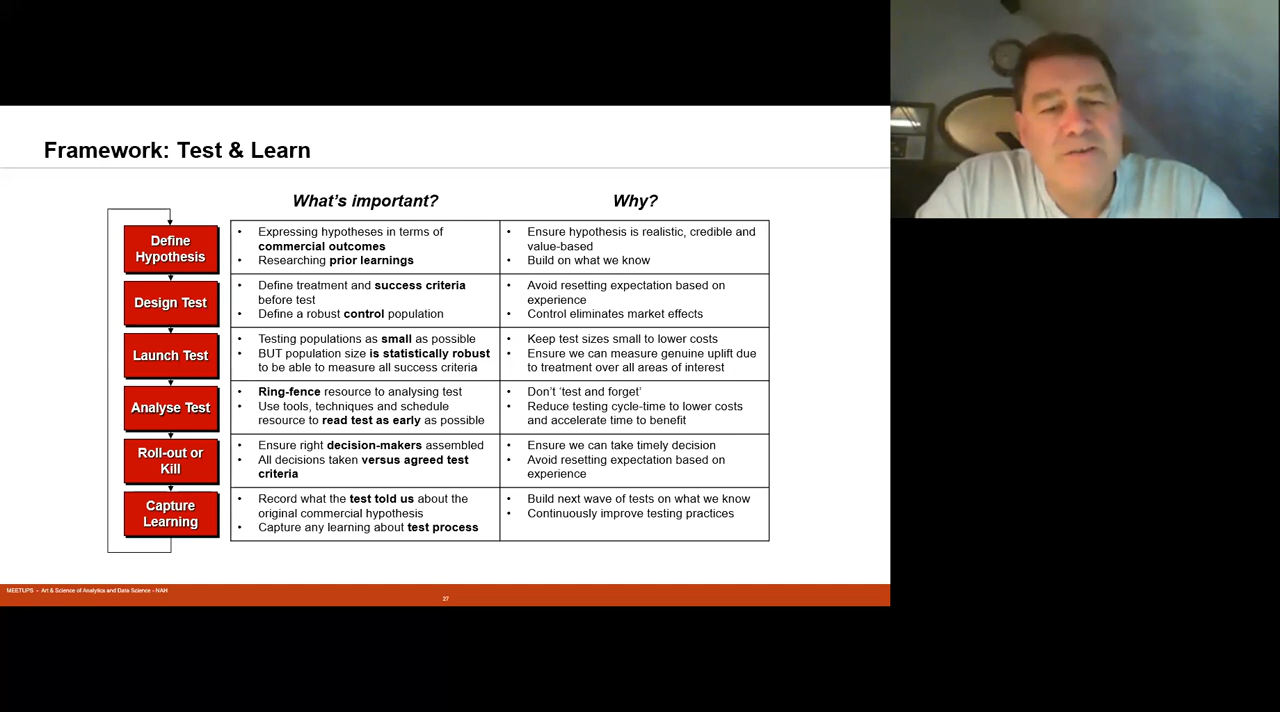 Framework: Test & Learn
What's important?
Why?
Define
Hypothesis
• Expressing hypotheses in terms of
commercial outcomes
• Researching prior learnings
• Ensure hypothesis is realistic, credible and
value-based
• Build on what we know
Design Test
• Define treatment and success criteria
before test
• Define a robust control population
• Avoid resetting expectation based on
experience
• Control eliminates market effects
Launch Test
• Testing populations as small as possible
• BUT population size is statistically robust
to be able to measure all success criteria
• Keep test sizes small to lower costs
• Ensure we can measure genuine uplift due
to treatment over all areas of interest
Analyse Test
• Ring-fence resource to analysing test
• Use tools, techniques and schedule
resource to read test as early as possible
• Don't 'test and forget'
• Reduce testing cycle-time to lower costs
and accelerate time to benefit
Roll-out or
Kill
• Ensure right decision-makers assembled
• All decisions taken versus agreed test
criteria
• Ensure we can take timely decision
• Avoid resetting expectation based on
experience
Capture
Learning
• Record what the test told us about the
original commercial hypothesis
• Capture any learning about test process
• Build next wave of tests on what we know
• Continuously improve testing practices
MEETUPS - Art & Science of Analytics and Data Science - NAH
27